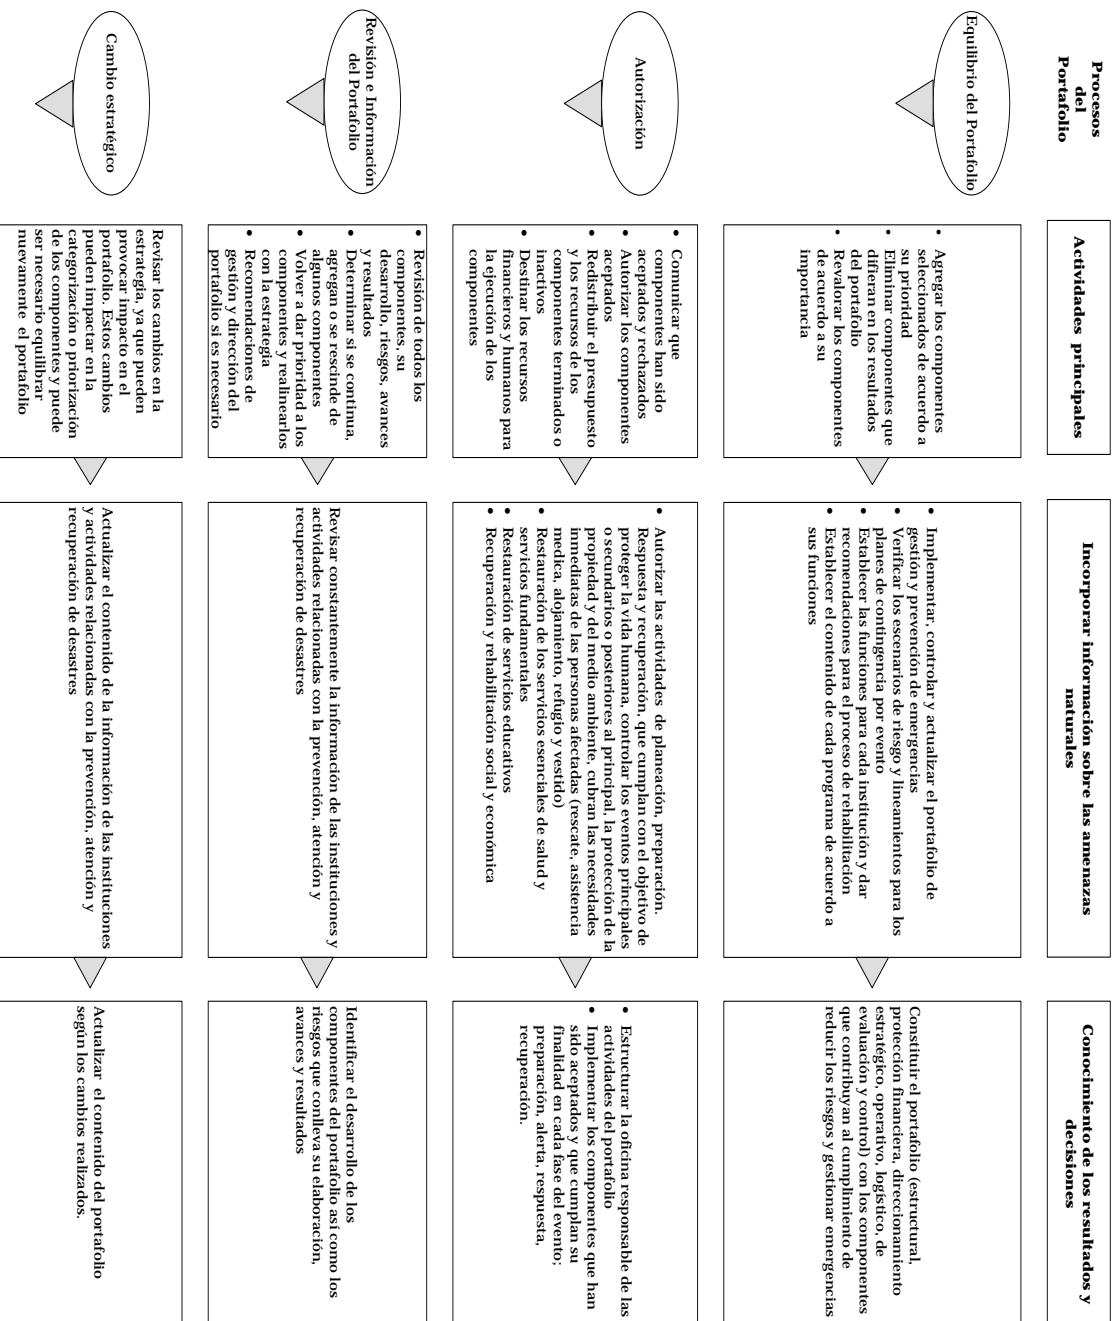 Procesos
del
Portafolio
Actividades principales
Incorporar información sobre las amenazas
naturales
Conocimiento de los resultados y
decisiones
Equilibrio del Portafolio
• Agregar los componentes
seleccionados de acuerdo a
su prioridad
• Eliminar componentes que
difieran en los resultados
del portafolio
• Revalorar los componentes
de acuerdo a su
importancia
• Implementar, controlar y actualizar el portafolio de
gestión y prevención de emergencias
• Verificar los escenarios de riesgo y lineamientos para los
planes de contingencia por evento
• Establecer las funciones para cada institución y dar
recomendaciones para el proceso de rehabilitación
• Establecer el contenido de cada programa de acuerdo a
sus funciones
Constituir el portafolio (estructural,
protección financiera, direccionamiento
estratégico, operativo, logístico, de
evaluación y control) con los componentes
que contribuyan al cumplimiento de
reducir los riesgos y gestionar emergencias
Autorización
• Comunicar que
componentes han sido
aceptados y rechazados
• Autorizar los componentes
aceptados
• Redistribuir el presupuesto
y los recursos de los
componentes terminados o
inactivos
• Destinar los recursos
financieros y humanos para
la ejecución de los
componentes
• Autorizar las actividades de planeación, preparación.
Respuesta y recuperación, que cumplan con el objetivo de
proteger la vida humana, controlar los eventos principales
o secundarios o posteriores al principal, la protección de la
propiedad y del medio ambiente, cubran las necesidades
inmediatas de las personas afectadas (rescate, asistencia
medica, alojamiento, refugio y vestido)
• Restauración de los servicios esenciales de salud y
servicios fundamentales
• Restauración de servicios educativos
• Recuperación y rehabilitación social y económica
• Estructurar la oficina responsable de las
actividades del portafolio
• Implementar los componentes que han
sido aceptados y que cumplan su
finalidad en cada fase del evento;
preparación, alerta, respuesta,
recuperación.
Revisión e Información
del Portafolio
• Revisión de todos los
componentes, su
desarrollo, riesgos, avances
y resultados
• Determinar si se continua,
agregan o se rescinde de
algunos componentes
• Volver a dar prioridad a los
componentes y realinearlos
con la estrategia
• Recomendaciones de
gestión y dirección del
portafolio si es necesario
Revisar constantemente la información de las instituciones y
actividades relacionadas con la prevención, atención y
recuperación de desastres
Identificar el desarrollo de los
componentes del portafolio así como los
riesgos que conlleva su elaboración,
avances y resultados
Cambio estratégico
Revisar los cambios en la
estrategia, ya que pueden
provocar impacto en el
portafolio. Estos cambios
pueden impactar en la
categorización o priorización
de los componentes y puede
ser necesario equilibrar
nuevamente el portafolio
Actualizar el contenido de la información de las instituciones
y actividades relacionadas con la prevención, atención y
recuperación de desastres
Actualizar el contenido del portafolio
según los cambios realizados.